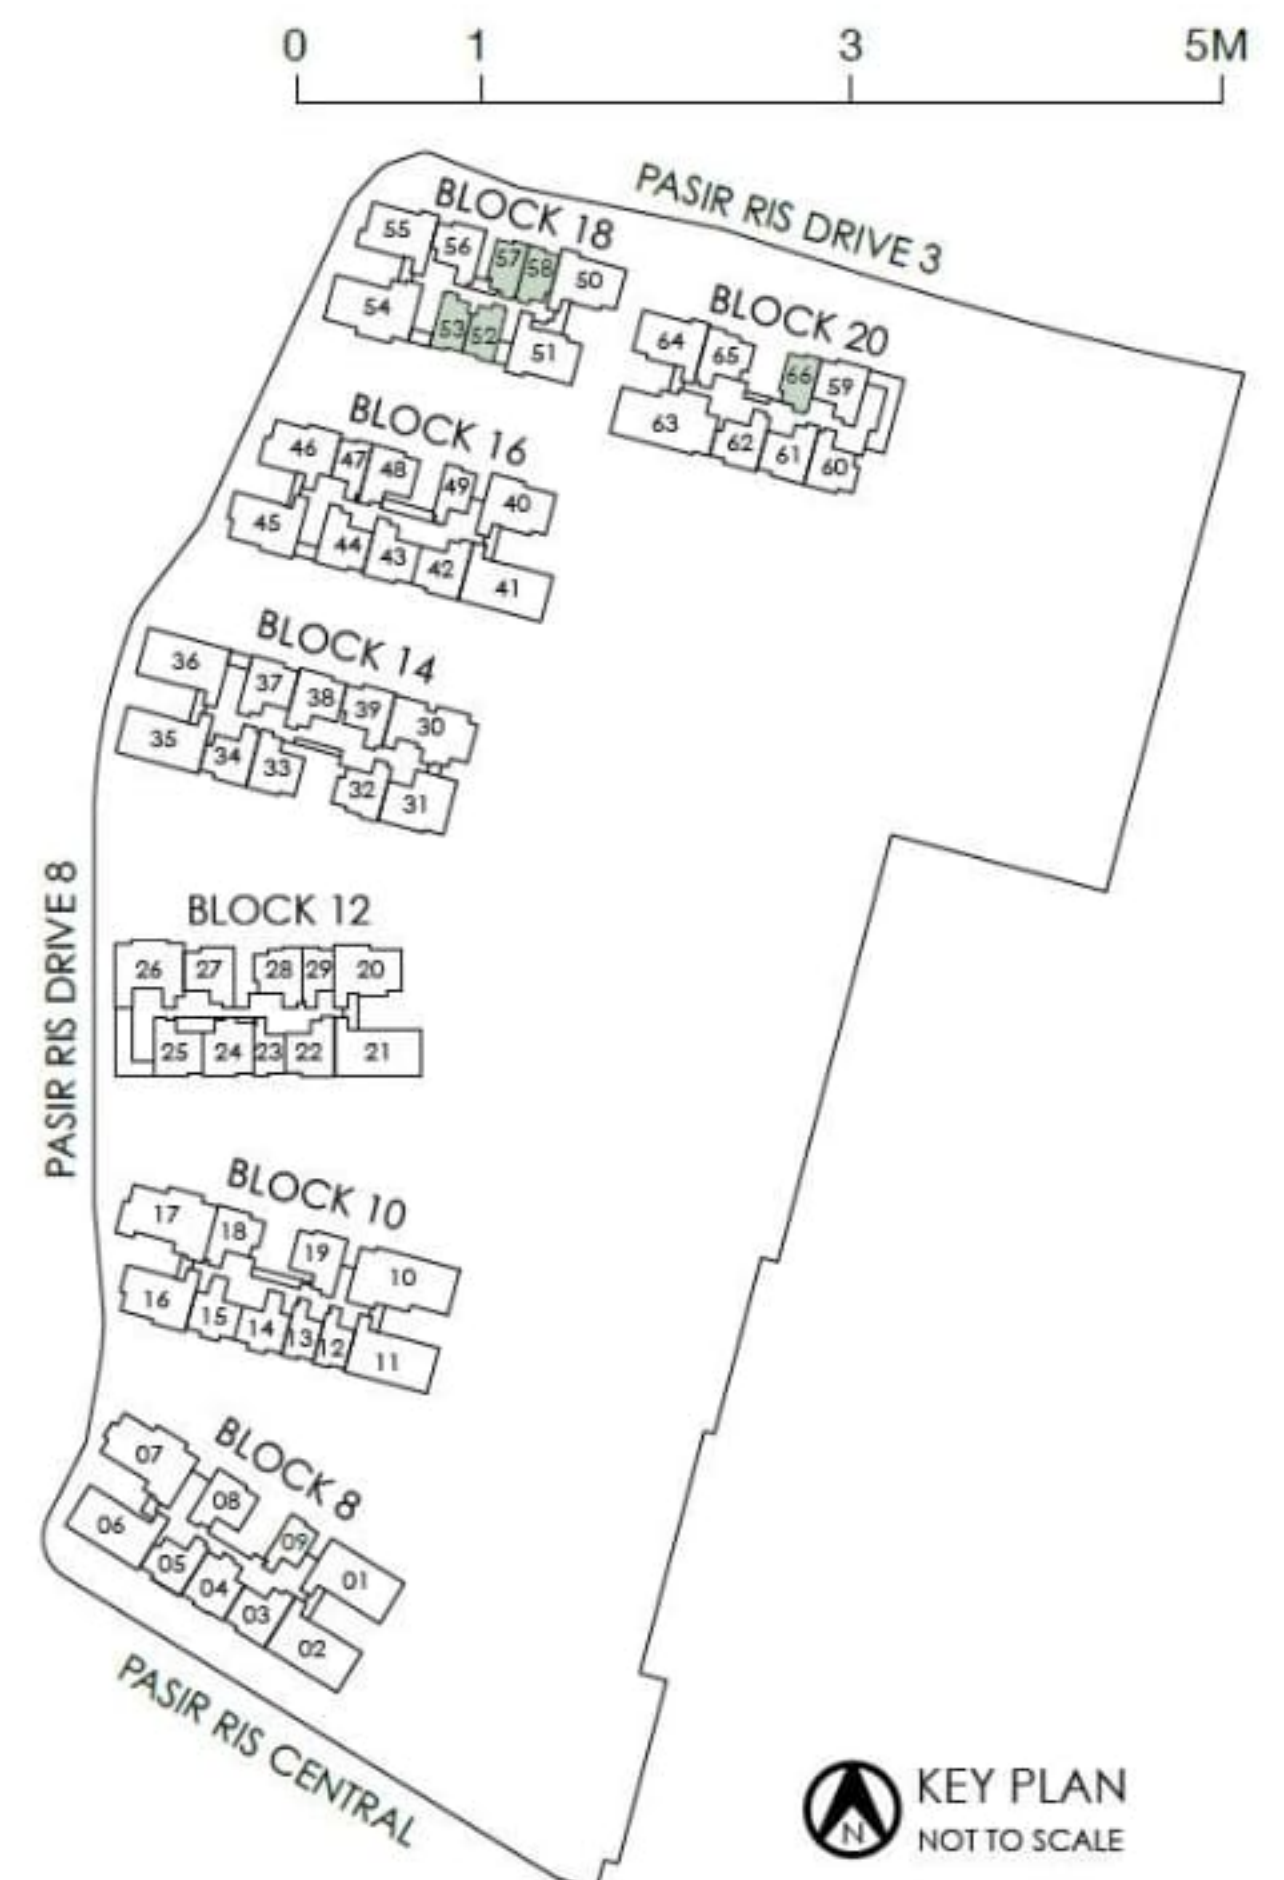 0 1 3 5M
PASIR RIS DRIVE 3
BLOCK 18
55 56 57 58 50
54 53 52 51
BLOCK 20
64 65 66 59
63 62 61 60
BLOCK 16
46 47 48 49 40
45 44 43 42 41
BLOCK 14
36 37 38 39 30
35 34 33 32 31
PASIR RIS DRIVE 8
BLOCK 12
26 27 28 29 20
25 24 23 22 21
BLOCK 10
17 18 19 10
16 15 14 13 12 11
BLOCK 8
07 08 09 01
06 05 04 03 02
PASIR RIS CENTRAL
N
KEY PLAN
NOT TO SCALE